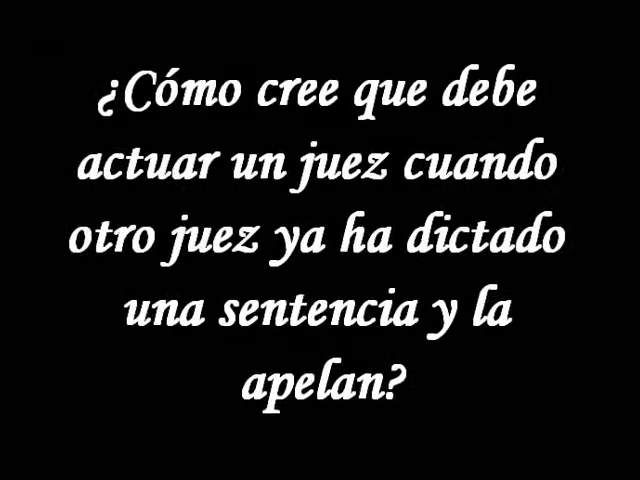 ¿Cómo cree que debe
actuar un juez cuando
otro juez ya ha dictado
una sentencia y la
apelan?